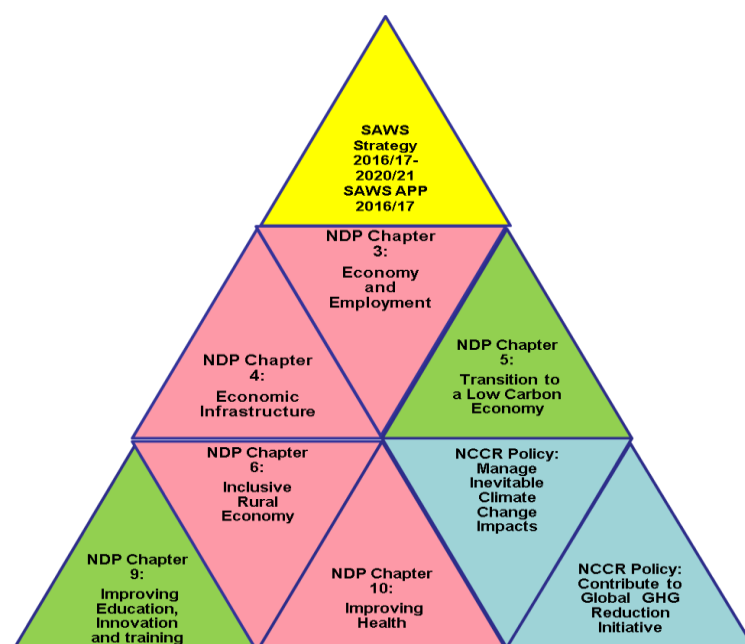 SAWS
Strategy
2016/17-
2020/21
SAWS APP
2016/17
NDP Chapter
3:
Economy
and
Employment
NDP Chapter
4:
Economic
Infrastructure
NDP Chapter
5:
Transition to
a Low Carbon
Economy
NDP Chapter
6:
Inclusive
Rural
Economy
NCCR Policy:
Manage
Inevitable
Climate
Change
Impacts
NDP Chapter
9:
Improving
Education,
Innovation
and training
NDP Chapter
10:
Improving
Health
NCCR Policy:
Contribute to
Global GHG
Reduction
Initiative